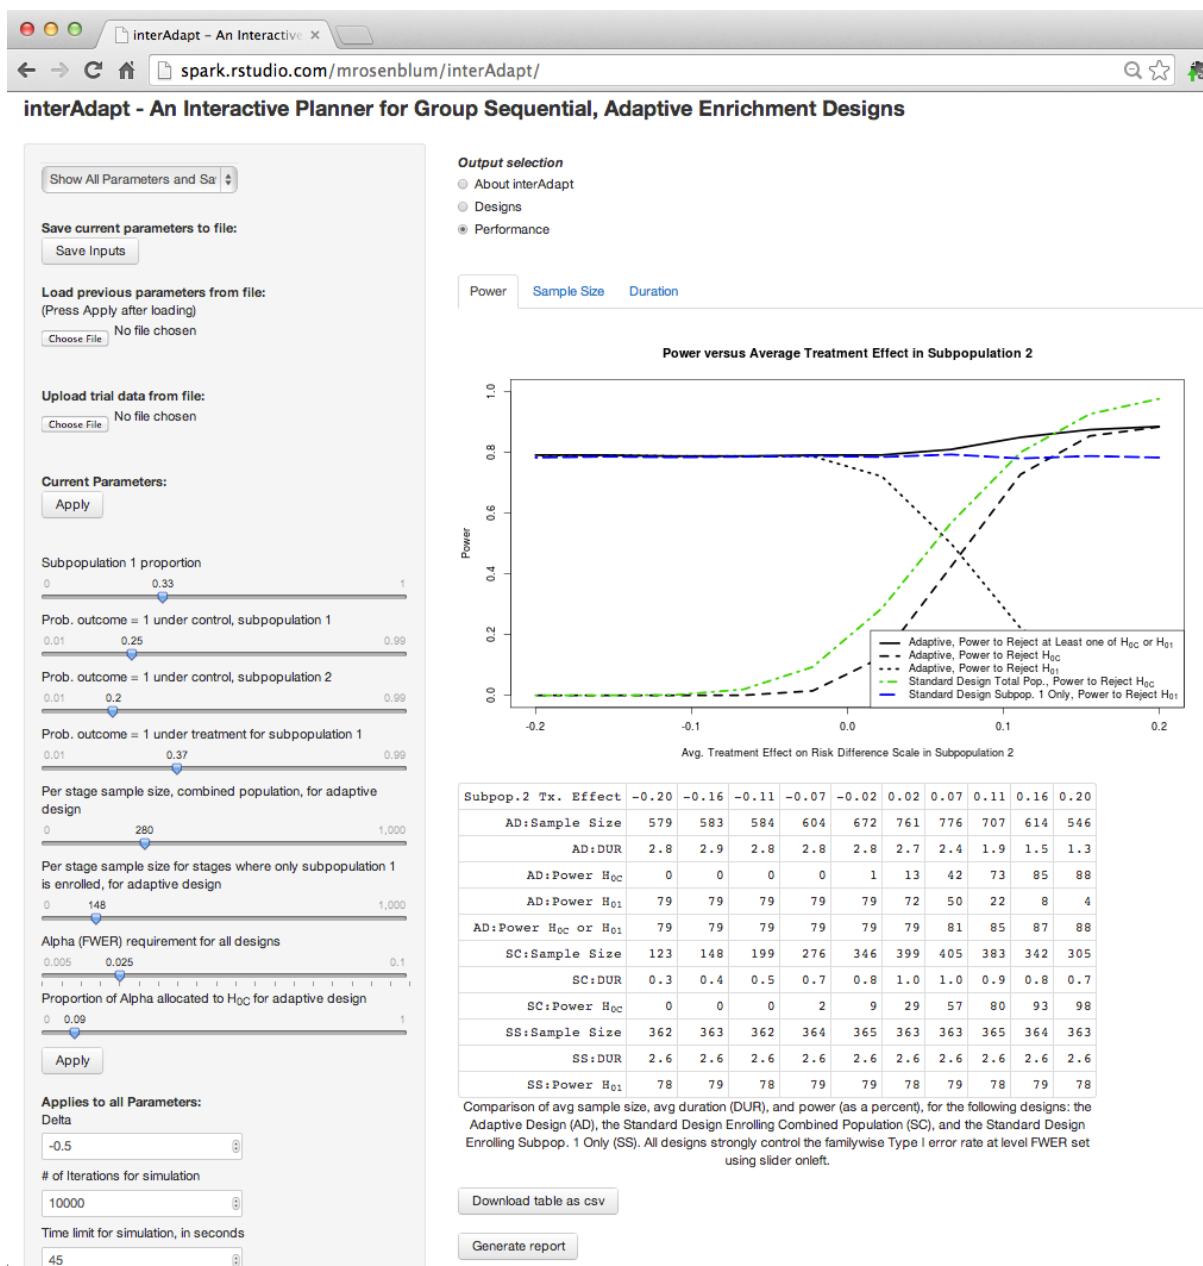 interAdapt – An Interactive
spark.rstudio.com/mrosenblum/interAdapt/
interAdapt - An Interactive Planner for Group Sequential, Adaptive Enrichment Designs
Show All Parameters and Sa
Save current parameters to file:
Save Inputs
Load previous parameters from file:
(Press Apply after loading)
Choose File No file chosen
Upload trial data from file:
Choose File No file chosen
Current Parameters:
Apply
Subpopulation 1 proportion
0 0.33 1
Prob. outcome = 1 under control, subpopulation 1
0.01 0.25 0.99
Prob. outcome = 1 under control, subpopulation 2
0.01 0.2 0.99
Prob. outcome = 1 under treatment for subpopulation 1
0.01 0.37 0.99
Per stage sample size, combined population, for adaptive
design
0 280 1,000
Per stage sample size for stages where only subpopulation 1
is enrolled, for adaptive design
0 148 1,000
Alpha (FWER) requirement for all designs
0.005 0.025 0.1
Proportion of Alpha allocated to H0C for adaptive design
0 0.09 1
Apply
Applies to all Parameters:
Delta
-0.5
# of Iterations for simulation
10000
Time limit for simulation, in seconds
45
Output selection
About interAdapt
Designs
Performance
Power Sample Size Duration
Power versus Average Treatment Effect in Subpopulation 2
1.0
0.8
0.6
0.4
0.2
0.0
Power
Adaptive, Power to Reject at Least one of H0C or H01
Adaptive, Power to Reject H0C
Adaptive, Power to Reject H01
Standard Design Total Pop., Power to Reject H0C
Standard Design Subpop. 1 Only, Power to Reject H01
-0.2 -0.1 0.0 0.1 0.2
Avg. Treatment Effect on Risk Difference Scale in Subpopulation 2
Subpop.2 Tx. Effect -0.20 -0.16 -0.11 -0.07 -0.02 0.02 0.07 0.11 0.16 0.20
AD:Sample Size 579 583 584 604 672 761 776 707 614 546
AD:DUR 2.8 2.9 2.8 2.8 2.8 2.7 2.4 1.9 1.5 1.3
AD:Power H0C 0 0 0 0 1 13 42 73 85 88
AD:Power H01 79 79 79 79 79 72 50 22 8 4
AD:Power H0C or H01 79 79 79 79 79 79 81 85 87 88
SC:Sample Size 123 148 199 276 346 399 405 383 342 305
SC:DUR 0.3 0.4 0.5 0.7 0.8 1.0 1.0 0.9 0.8 0.7
SC:Power H0C 0 0 0 2 9 29 57 80 93 98
SS:Sample Size 362 363 362 364 365 363 363 365 364 363
SS:DUR 2.6 2.6 2.6 2.6 2.6 2.6 2.6 2.6 2.6 2.6
SS:Power H01 78 79 78 79 79 78 79 78 79 78
Comparison of avg sample size, avg duration (DUR), and power (as a percent), for the following designs: the
Adaptive Design (AD), the Standard Design Enrolling Combined Population (SC), and the Standard Design
Enrolling Subpop. 1 Only (SS). All designs strongly control the familywise Type I error rate at level FWER set
using slider onleft.
Download table as csv
Generate report